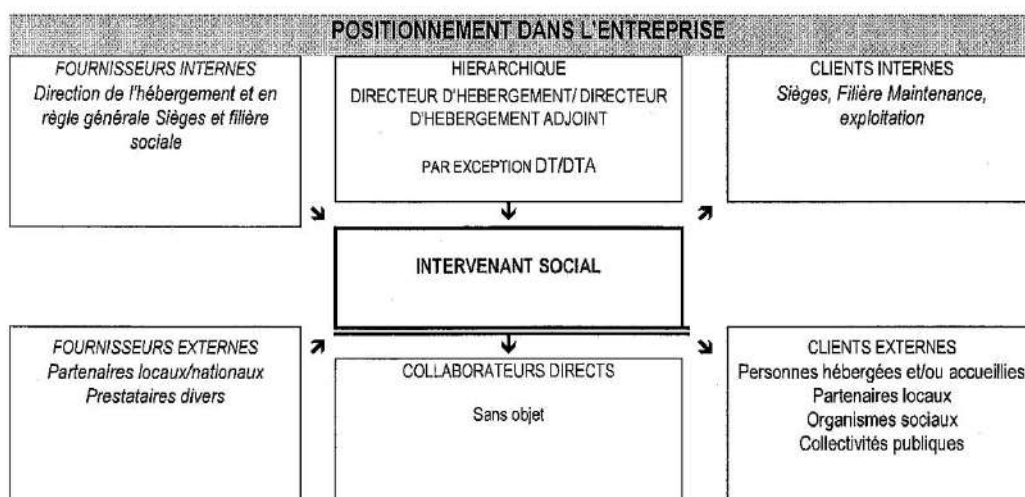 POSITIONNEMENT DANS L'ENTREPRISE
FOURNISSEURS INTERNES
Direction de l'hébergement et en
règle générale Sièges et filière
sociale
HIERARCHIQUE
DIRECTEUR D'HEBERGEMENT/ DIRECTEUR
D'HEBERGEMENT ADJOINT
PAR EXCEPTION DT/DTA
CLIENTS INTERNES
Sièges, Filière Maintenance,
exploitation
INTERVENANT SOCIAL
FOURNISSEURS EXTERNES
Partenaires locaux/nationaux
Prestataires divers
COLLABORATEURS DIRECTS
Sans objet
CLIENTS EXTERNES
Personnes hébergées et/ou accueillies
Partenaires locaux
Organismes sociaux
Collectivités publiques